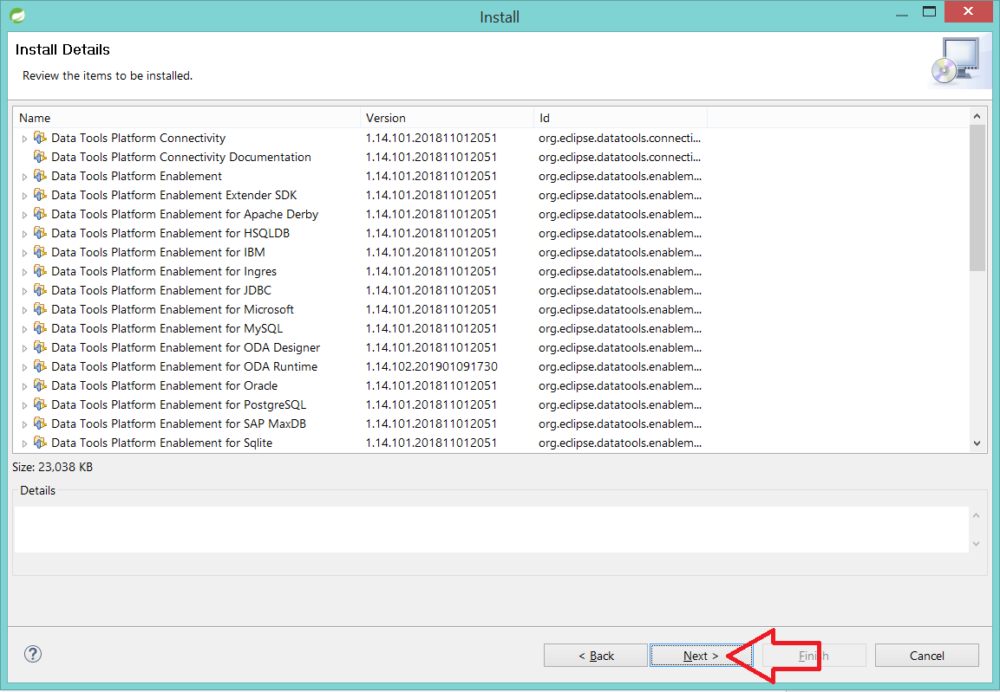 Install
Install Details
Review the items to be installed.
Name Version Id
Data Tools Platform Connectivity 1.14.101.201811012051 org.eclipse.datatools.connecti...
Data Tools Platform Connectivity Documentation 1.14.101.201811012051 org.eclipse.datatools.connecti...
Data Tools Platform Enablement 1.14.101.201811012051 org.eclipse.datatools.enablem...
Data Tools Platform Enablement Extender SDK 1.14.101.201811012051 org.eclipse.datatools.enablem...
Data Tools Platform Enablement for Apache Derby 1.14.101.201811012051 org.eclipse.datatools.enablem...
Data Tools Platform Enablement for HSQLDB 1.14.101.201811012051 org.eclipse.datatools.enablem...
Data Tools Platform Enablement for IBM 1.14.101.201811012051 org.eclipse.datatools.enablem...
Data Tools Platform Enablement for Ingres 1.14.101.201811012051 org.eclipse.datatools.enablem...
Data Tools Platform Enablement for JDBC 1.14.101.201811012051 org.eclipse.datatools.enablem...
Data Tools Platform Enablement for Microsoft 1.14.101.201811012051 org.eclipse.datatools.enablem...
Data Tools Platform Enablement for MySQL 1.14.101.201811012051 org.eclipse.datatools.enablem...
Data Tools Platform Enablement for ODA Designer 1.14.101.201811012051 org.eclipse.datatools.enablem...
Data Tools Platform Enablement for ODA Runtime 1.14.102.201901091730 org.eclipse.datatools.enablem...
Data Tools Platform Enablement for Oracle 1.14.101.201811012051 org.eclipse.datatools.enablem...
Data Tools Platform Enablement for PostgreSQL 1.14.101.201811012051 org.eclipse.datatools.enablem...
Data Tools Platform Enablement for SAP MaxDB 1.14.101.201811012051 org.eclipse.datatools.enablem...
Data Tools Platform Enablement for Sqlite 1.14.101.201811012051 org.eclipse.datatools.enablem...
Size: 23,038 KB
Details
? < Back Next > Finish Cancel